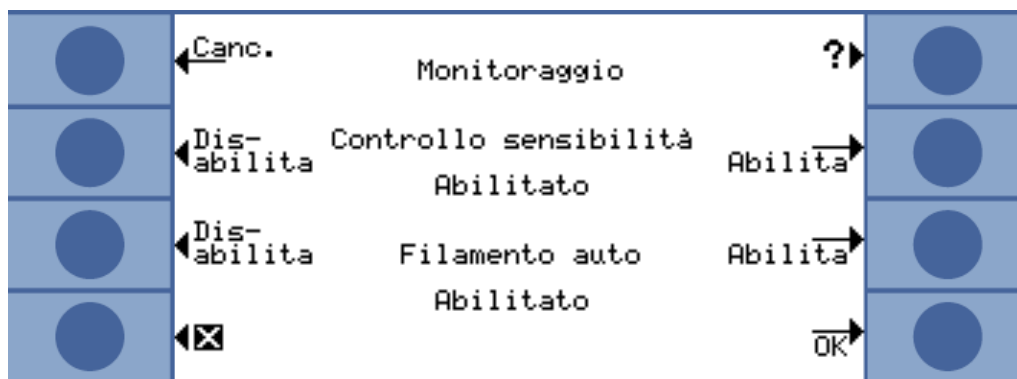 Canc.
?
Monitoraggio
Dis-
abilita
Controllo sensibilità
Abilita
Abilitato
Dis-
abilita
Filamento auto
Abilita
Abilitato
OK